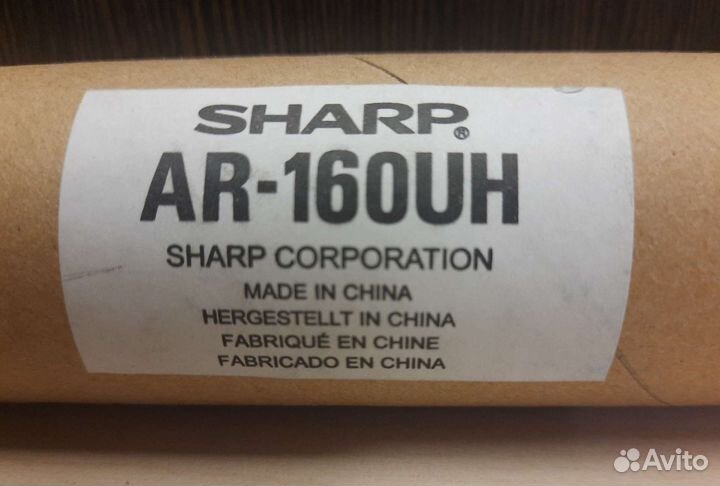 SHARP®
AR-160UH
SHARP CORPORATION
MADE IN CHINA
HERGESTELLT IN CHINA
FABRIQUÉ EN CHINE
FABRICADO EN CHINA
Avito